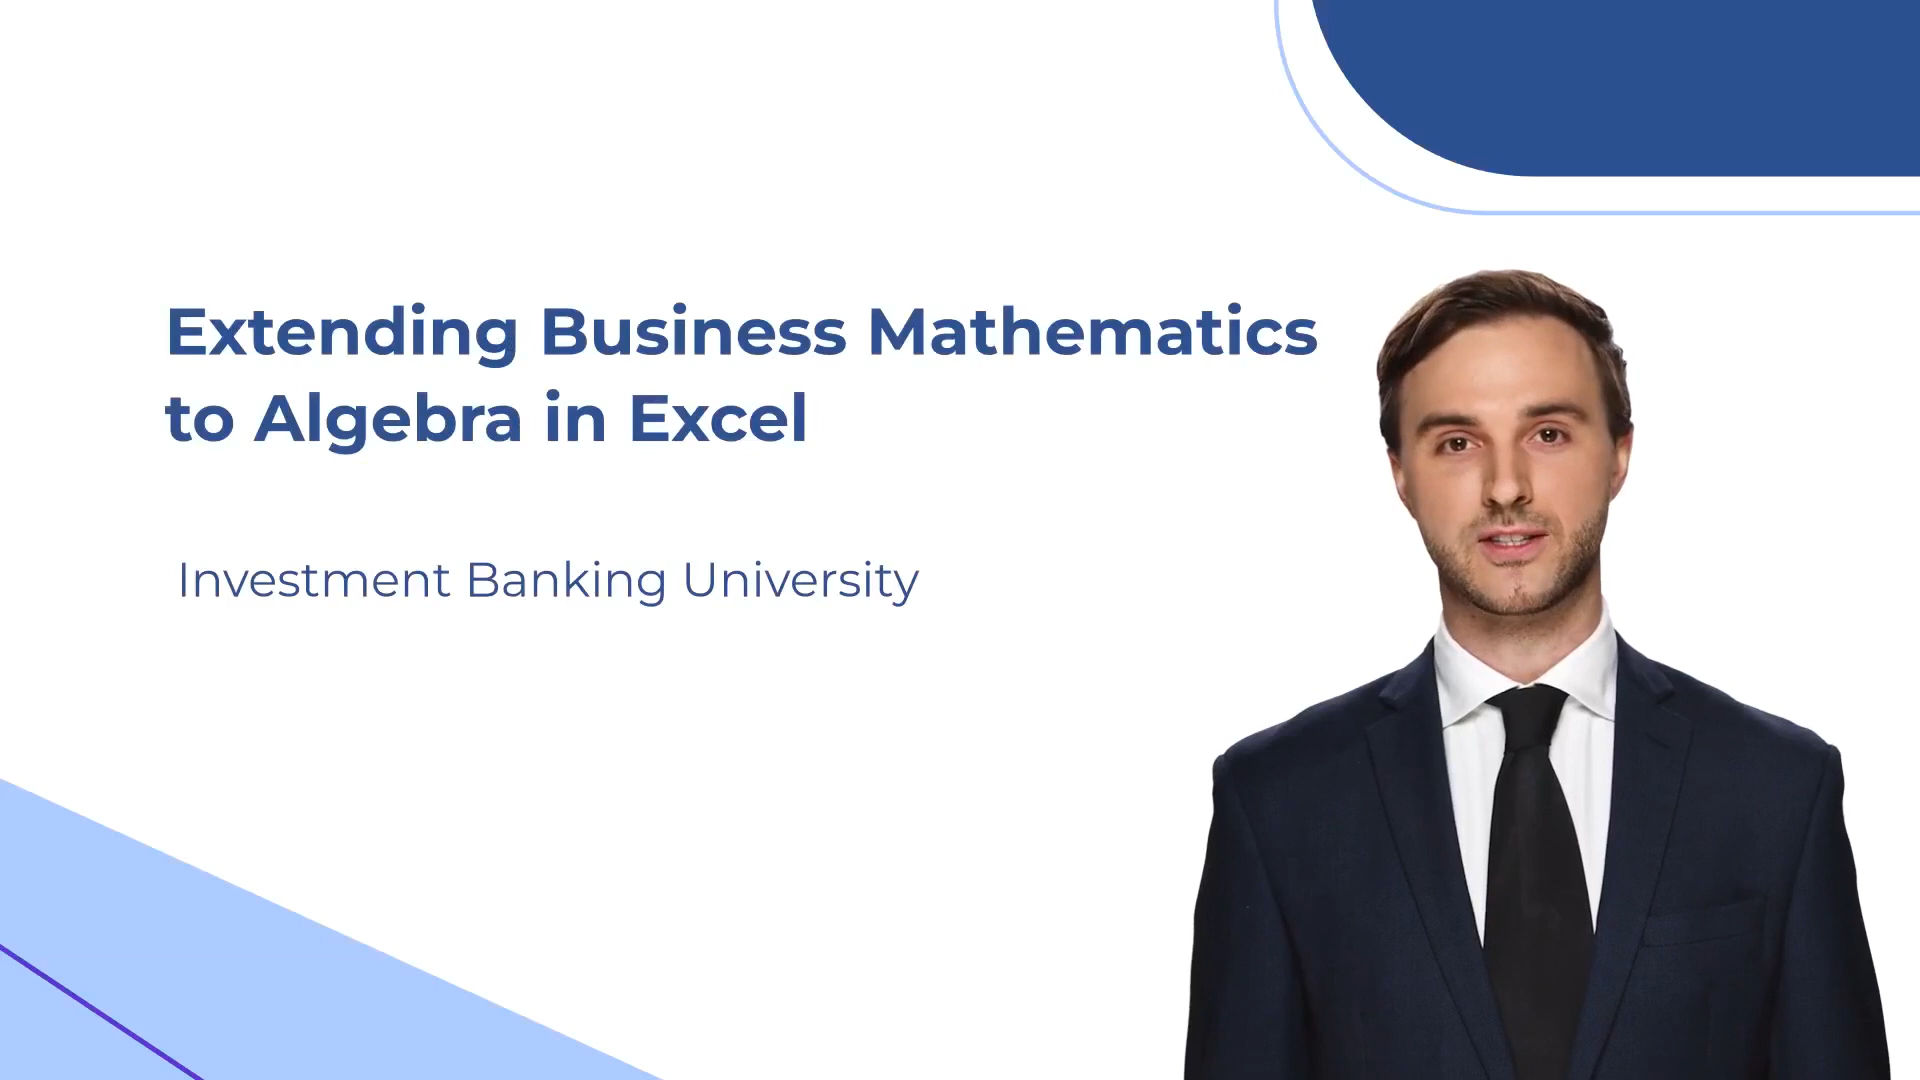 Extending Business Mathematics
to Algebra in Excel
Investment Banking University